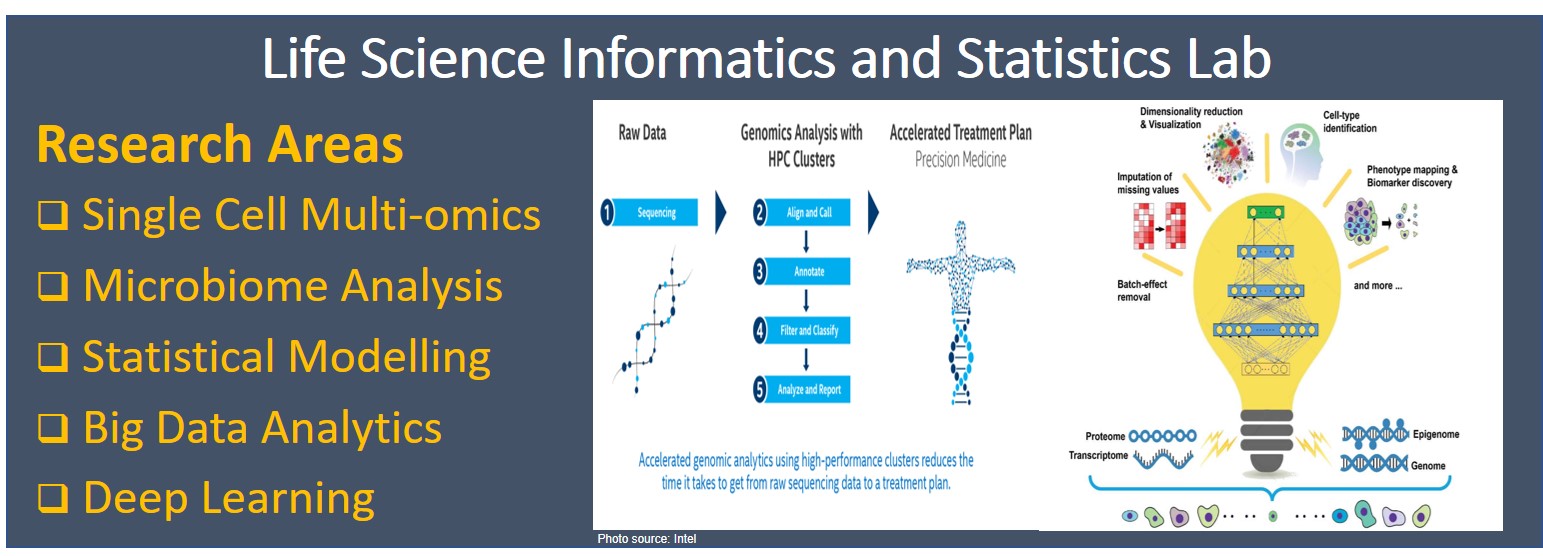 Life Science Informatics and Statistics Lab
Research Areas
Single Cell Multi-omics
Microbiome Analysis
Statistical Modelling
Big Data Analytics
Deep Learning
Raw Data
1 Sequencing
Genomics Analysis with
HPC Clusters
2 Align and Call
3 Annotate
4 Filter and Classify
5 Analyze and Report
Accelerated Treatment Plan
Precision Medicine
Accelerated genomic analytics using high-performance clusters reduces the
time it takes to get from raw sequencing data to a treatment plan.
Photo source: Intel
Dimensionality reduction
& Visualization
Cell-type
identification
Imputation of
missing values
Phenotype mapping &
Biomarker discovery
Batch-effect
removal
and more ...
Proteome
Transcriptome
Epigenome
Genome